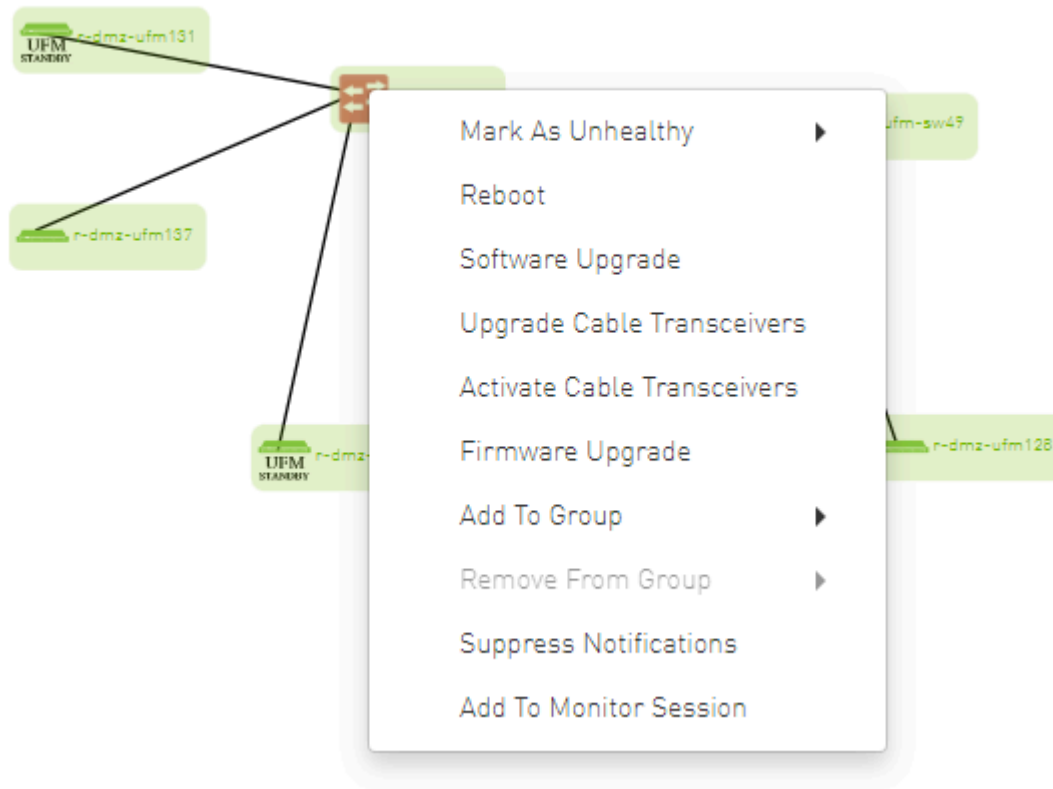 r-dmz-ufm131
UFM
STANDBY
ufm-sw49
Mark As Unhealthy
Reboot
r-dmz-ufm137
Software Upgrade
Upgrade Cable Transceivers
Activate Cable Transceivers
Firmware Upgrade
r-dmz-ufm128
r-dmz-
UFM
STANDBY
Add To Group
Remove From Group
Suppress Notifications
Add To Monitor Session